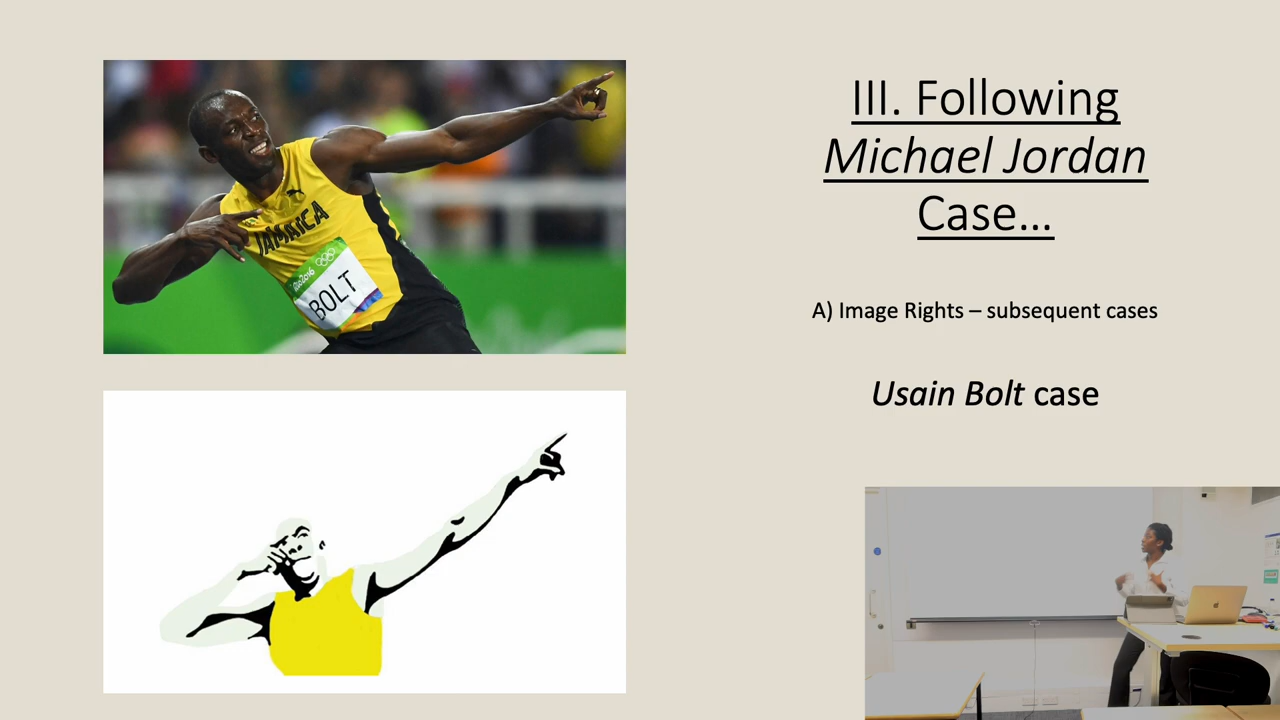 III. Following
Michael Jordan
Case...
A) Image Rights – subsequent cases
Usain Bolt case
JAMAICA
Rio2016
BOLT